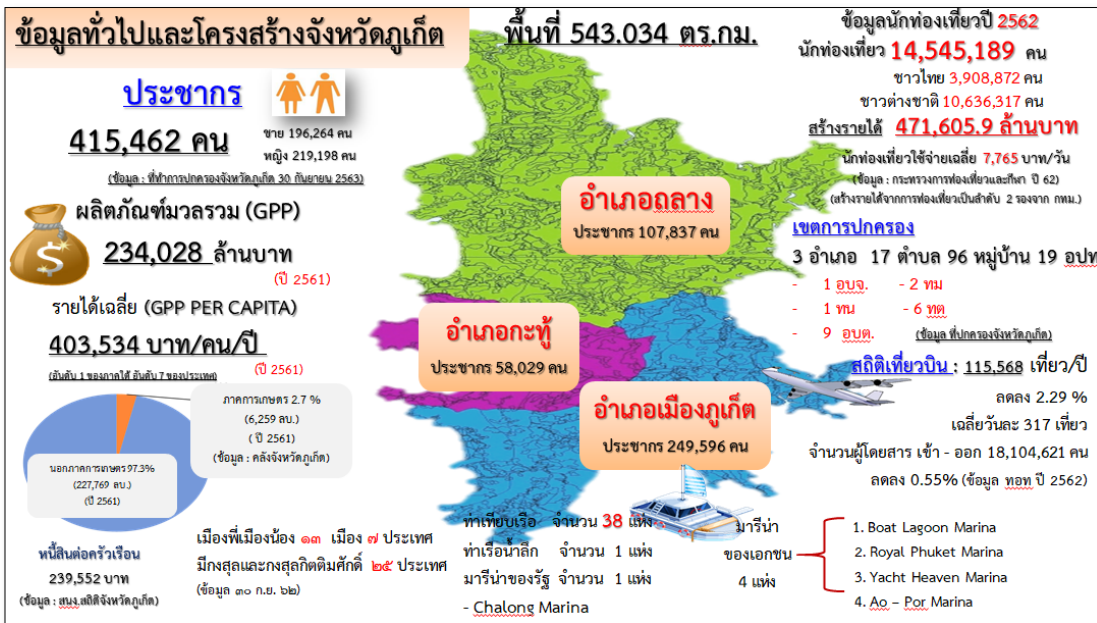 ข้อมูลทั่วไปและโครงสร้างจังหวัดภูเก็ต
พื้นที่ 543.034 ตร.กม.
ประชากร
415,462 คน
ชาย 196,264 คน
หญิง 219,198 คน
(ข้อมูล : ที่ทำการปกครองจังหวัดภูเก็ต 30 กันยายน 2563)
ผลิตภัณฑ์มวลรวม (GPP)
234,028 ล้านบาท
(ปี 2561)
รายได้เฉลี่ย (GPP PER CAPITA)
403,534 บาท/คน/ปี
(อันดับ 1 ของภาคใต้ อันดับ 7 ของประเทศ)
(ปี 2561)
ภาคการเกษตร 2.7 %
(6,259 ลบ.)
( ปี 2561)
(ข้อมูล : คลังจังหวัดภูเก็ต)
นอกภาคการเกษตร 97.3%
(227,769 ลบ.)
(ปี 2561)
หนี้สินต่อครัวเรือน
239,552 บาท
(ข้อมูล : สนง.สถิติจังหวัดภูเก็ต)
เมืองพี่เมืองน้อง ๑๓ เมือง ๗ ประเทศ
มีกงสุลและกงสุลกิตติมศักดิ์ ๒๕ ประเทศ
(ข้อมูล ๓๐ ก.ย. ๖๒)
อำเภอถลาง
ประชากร 107,837 คน
อำเภอกะทู้
ประชากร 58,029 คน
อำเภอเมืองภูเก็ต
ประชากร 249,596 คน
ท่าเทียบเรือ จำนวน 38 แห่ง
ท่าเรือน้ำลึก จำนวน 1 แห่ง
มารีน่าของรัฐ จำนวน 1 แห่ง
- Chalong Marina
มารีน่า
ของเอกชน
4 แห่ง
1. Boat Lagoon Marina
2. Royal Phuket Marina
3. Yacht Heaven Marina
4. Ao – Por Marina
ข้อมูลนักท่องเที่ยวปี 2562
นักท่องเที่ยว 14,545,189 คน
ชาวไทย 3,908,872 คน
ชาวต่างชาติ 10,636,317 คน
สร้างรายได้ 471,605.9 ล้านบาท
นักท่องเที่ยวใช้จ่ายเฉลี่ย 7,765 บาท/วัน
(ข้อมูล : กระทรวงการท่องเที่ยวและกีฬา ปี 62)
(สร้างรายได้จากการท่องเที่ยวเป็นลำดับ 2 รองจาก กทม.)
เขตการปกครอง
3 อำเภอ 17 ตำบล 96 หมู่บ้าน 19 อปท
- 1 อบจ. - 2 ทม
- 1 ทน - 6 ทต
- 9 อบต. (ข้อมูล ที่ปกครองจังหวัดภูเก็ต)
สถิติเที่ยวบิน : 115,568 เที่ยว/ปี
ลดลง 2.29 %
เฉลี่ยวันละ 317 เที่ยว
จำนวนผู้โดยสาร เข้า - ออก 18,104,621 คน
ลดลง 0.55% (ข้อมูล ทอท ปี 2562)